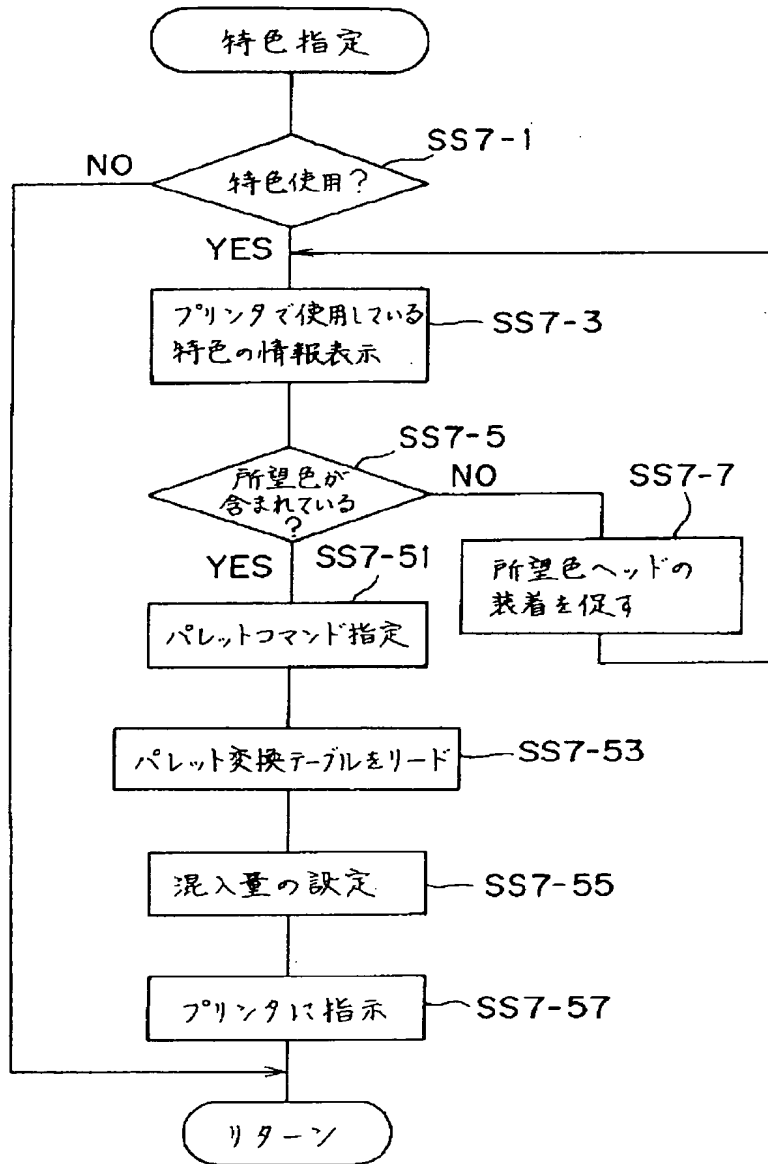 特色指定
SS7-1
NO
特色使用?
YES
プリンタで使用している
特色の情報表示
SS7-3
SS7-5
所望色が
含まれている
?
NO
SS7-7
YES
SS7-51
所望色ヘッドの
装着を促す
パレットコマンド指定
パレット変換テーブルをリード
SS7-53
混入量の設定
SS7-55
プリンタに指示
SS7-57
リターン